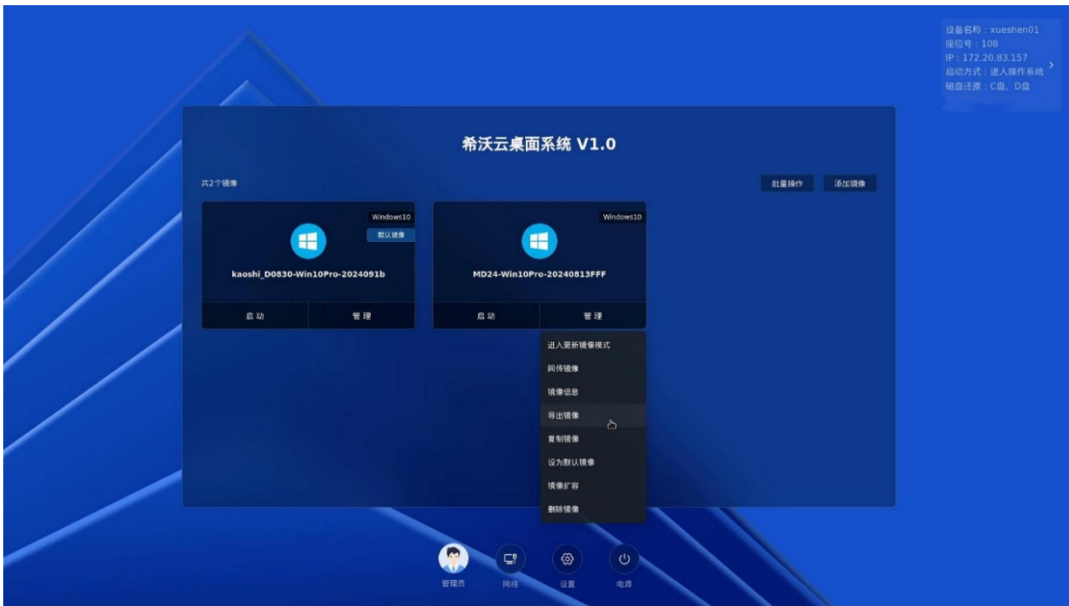 设备名称：xueshen01
座位号：108
IP：172.20.83.157
启动方式：进入操作系统
磁盘还原：C盘、D盘
希沃云桌面系统 V1.0
共2个镜像
批量操作
添加镜像
Windows10
默认镜像
kaoshi_D0830-Win10Pro-2024091b
启动
管理
Windows10
MD24-Win10Pro-20240813FFF
启动
管理
进入更新镜像模式
同传镜像
镜像信息
导出镜像
复制镜像
设为默认镜像
镜像扩容
删除镜像
管理员
网络
设置
电源